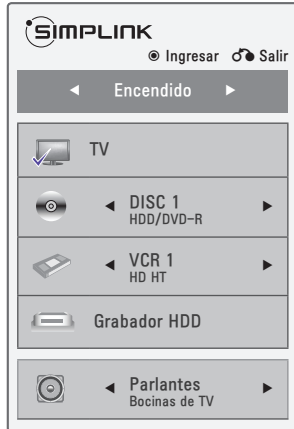 SIMPLINK
Ingresar Salir
Encendido
TV
DISC 1
HDD/DVD-R
VCR 1
HD HT
Grabador HDD
Parlantes
Bocinas de TV